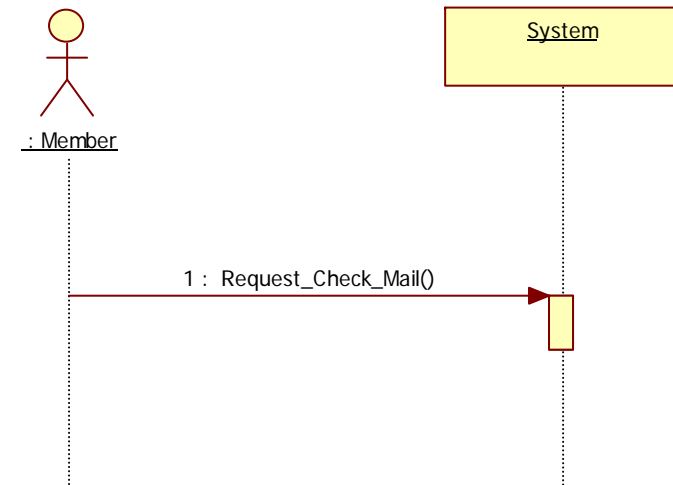 System
: Member
1 : Request_Check_Mail()